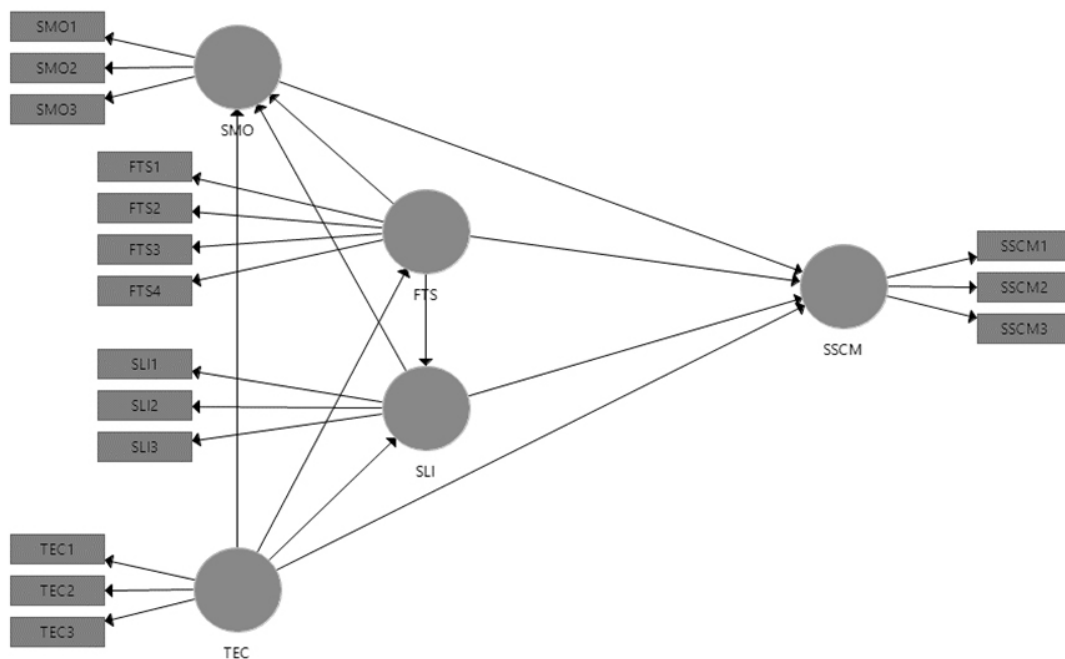 SMO1
SMO2
SMO3
SMO
FTS1
FTS2
FTS3
FTS4
FTS
SSCM1
SSCM2
SSCM3
SSCM
SLI1
SLI2
SLI3
SLI
TEC1
TEC2
TEC3
TEC